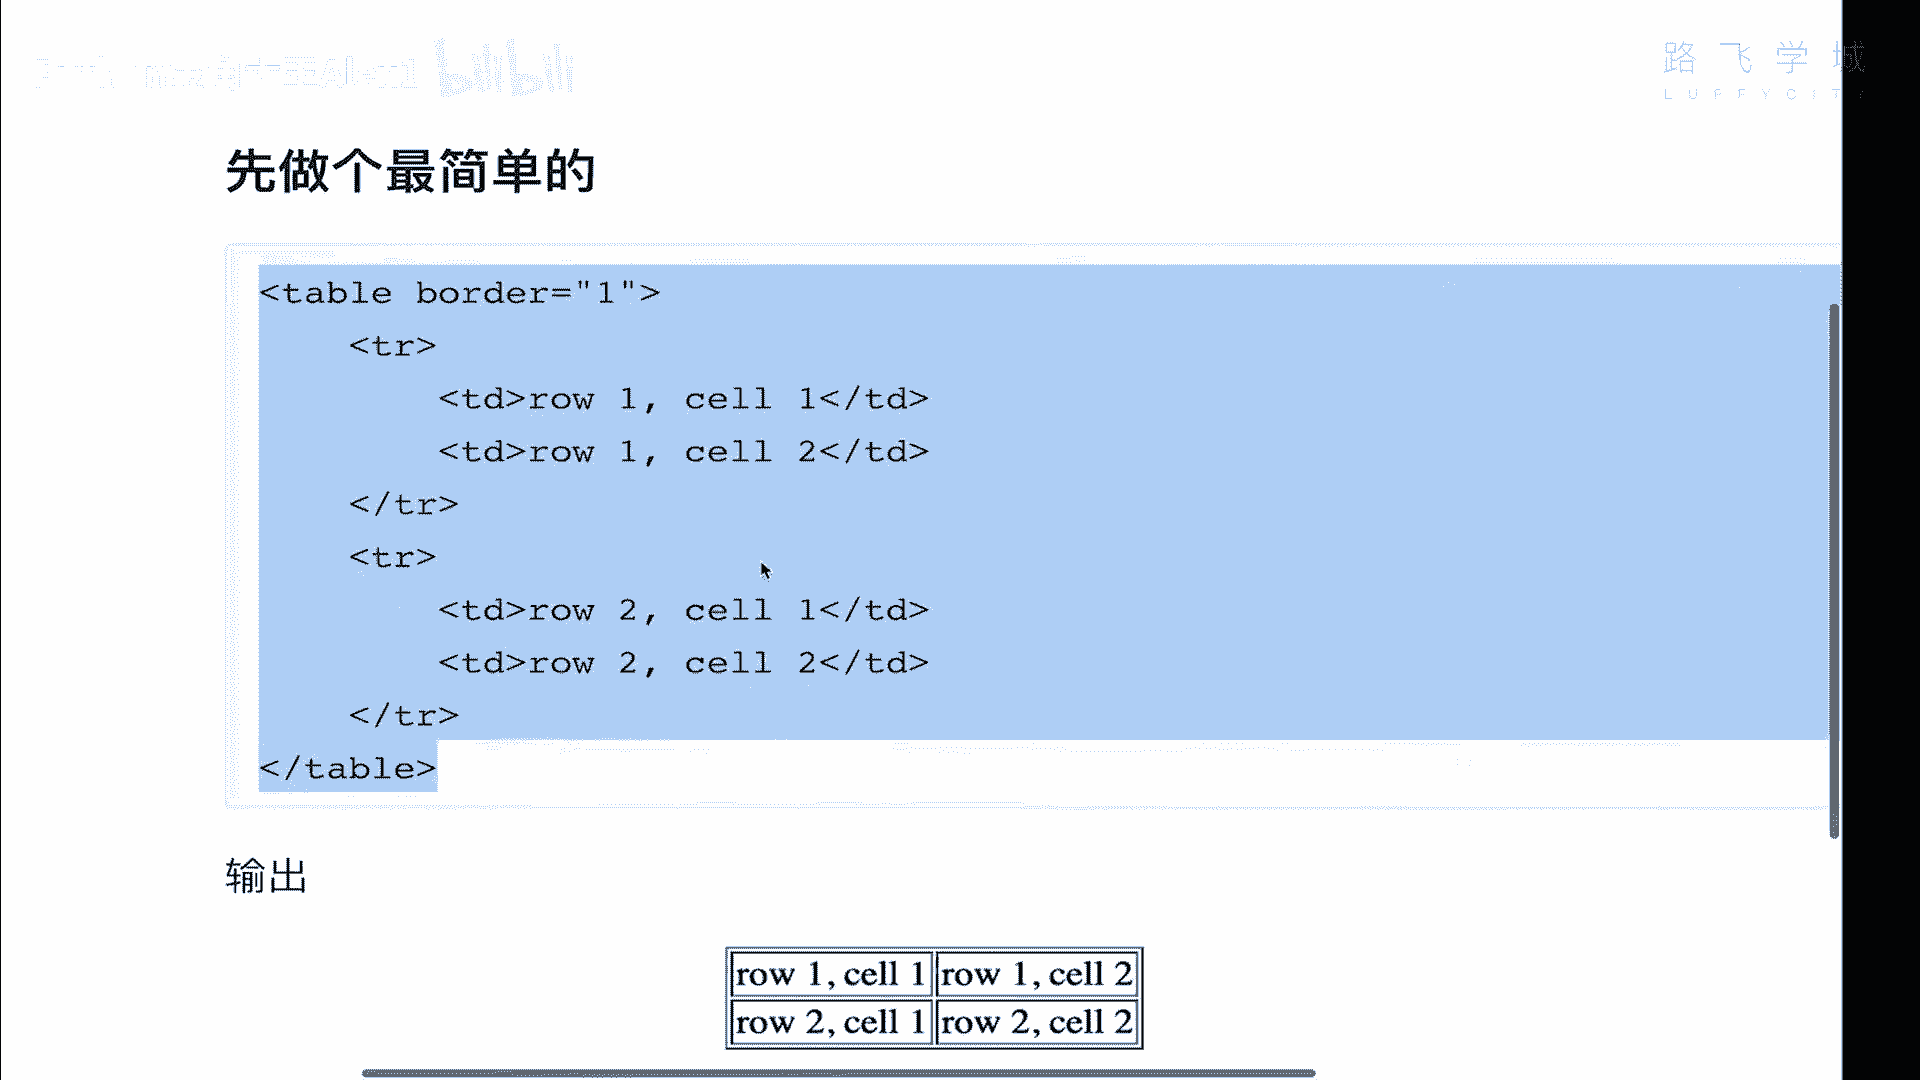 bilibili
路飞学城
LUFFYCITY
先做个最简单的
<table border="1">
<tr>
<td>row 1, cell 1</td>
<td>row 1, cell 2</td>
</tr>
<tr>
<td>row 2, cell 1</td>
<td>row 2, cell 2</td>
</tr>
</table>
输出
row 1, cell 1 row 1, cell 2
row 2, cell 1 row 2, cell 2